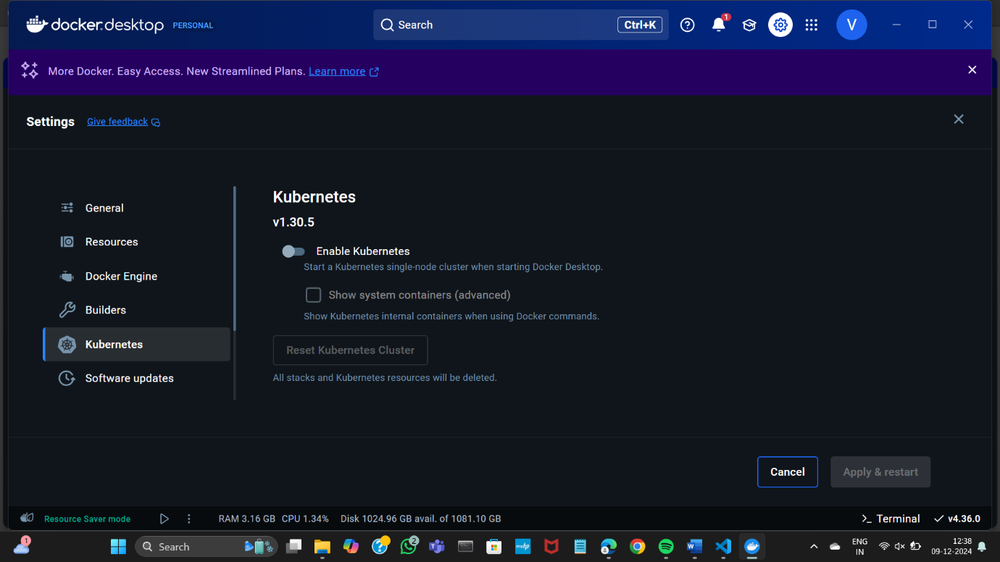 docker.desktop PERSONAL
Search
Ctrl+K
1
V
More Docker. Easy Access. New Streamlined Plans. Learn more
Settings
Give feedback
General
Resources
Docker Engine
Builders
Kubernetes
Software updates
Kubernetes
v1.30.5
Enable Kubernetes
Start a Kubernetes single-node cluster when starting Docker Desktop.
Show system containers (advanced)
Show Kubernetes internal containers when using Docker commands.
Reset Kubernetes Cluster
All stacks and Kubernetes resources will be deleted.
Cancel
Apply & restart
Resource Saver mode
RAM 3.16 GB CPU 1.34% Disk 1024.96 GB avail. of 1081.10 GB
Terminal
v4.36.0
1
Search
2
myhp
ENG
IN
12:38
09-12-2024